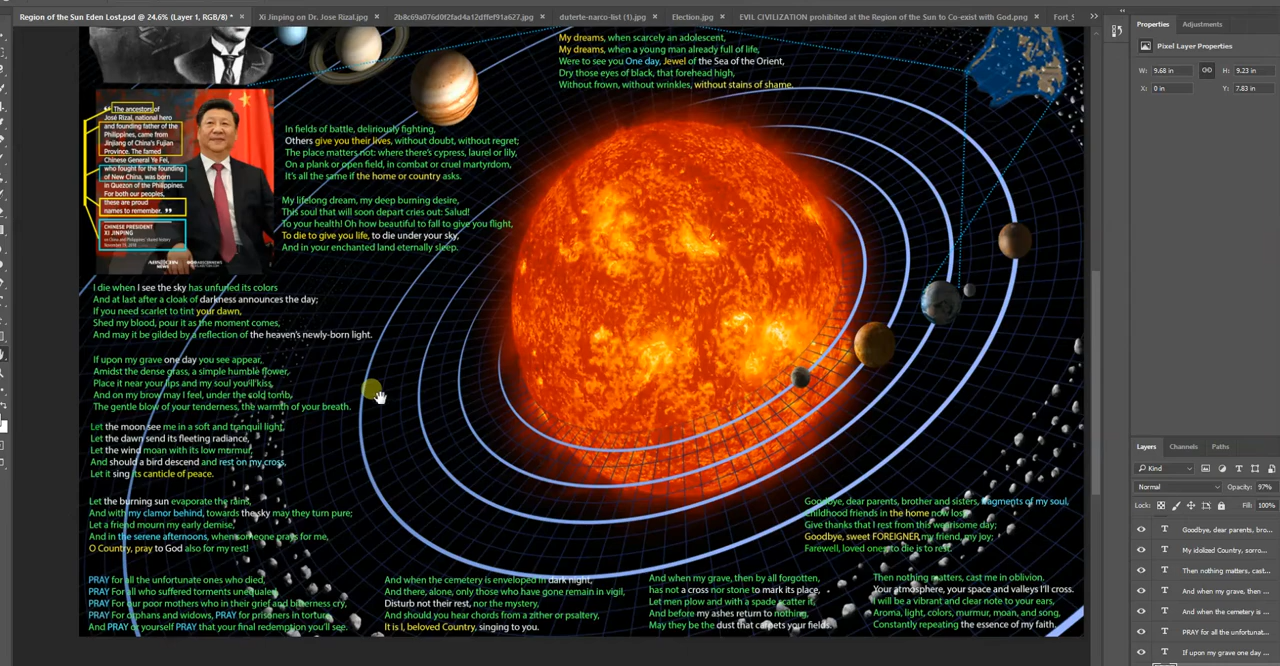 Region of the Sun Eden Lost.psd @ 24.6% (Layer 1, RGB/8) *
Xi Jinping on Dr. Jose Rizal.jpg
2b8c69a076d0f2fad4a12dffef91a627.jpg
duterte-narco-list (1).jpg
Election.jpg
EVIL CIVILIZATION prohibited at the Region of the Sun to Co-exist with God.png
Fort_S
Properties
Adjustments
Pixel Layer Properties
W: 9.68 in
H: 9.23 in
X: 0 in
Y: 7.83 in
My dreams, when scarcely an adolescent,
My dreams, when a young man already full of life,
Were to see you One day, Jewel of the Sea of the Orient,
Dry those eyes of black, that forehead high,
Without frown, without wrinkles, without stains of shame.
“ The ancestors of
José Rizal, national hero
and founding father of the
Philippines, came from
Jinjiang of China's Fujian
Province. The famed
Chinese General Ye Fei,
who fought for the founding
of New China, was born
in Quezon of the Philippines.
For both our peoples,
these are proud
names to remember. ”
CHINESE PRESIDENT
XI JINPING
In fields of battle, deliriously fighting,
Others give you their lives, without doubt, without regret;
The place matters not: where there's cypress, laurel or lily,
On a plank or open field, in combat or cruel martyrdom,
It's all the same if the home or country asks.
My lifelong dream, my deep burning desire,
This soul that will soon depart cries out: Salud!
To your health! Oh how beautiful to fall to give you flight,
To die to give you life, to die under your sky,
And in your enchanted land eternally sleep.
I die when I see the sky has unfurled its colors
And at last after a cloak of darkness announces the day;
If you need scarlet to tint your dawn,
Shed my blood, pour it as the moment comes,
And may it be gilded by a reflection of the heaven's newly-born light.
If upon my grave one day you see appear,
Amidst the dense grass, a simple humble flower,
Place it near your lips and my soul you'll kiss,
And on my brow may I feel, under the cold tomb,
The gentle blow of your tenderness, the warmth of your breath.
Let the moon see me in a soft and tranquil light,
Let the dawn send its fleeting radiance,
Let the wind moan with its low murmur,
And should a bird descend and rest on my cross,
Let it sing its canticle of peace.
Let the burning sun evaporate the rains,
And with my clamor behind, towards the sky may they turn pure;
Let a friend mourn my early demise,
And in the serene afternoons, when someone prays for me,
O Country, pray to God also for my rest!
Goodbye, dear parents, brother and sisters, fragments of my soul,
Childhood friends in the home now lost,
Give thanks that I rest from this wearisome day;
Goodbye, sweet FOREIGNER, my friend, my joy;
Farewell, loved ones, to die is to rest.
PRAY for all the unfortunate ones who died,
PRAY For all who suffered torments unequaled,
PRAY For our poor mothers who in their grief and bitterness cry,
PRAY For orphans and widows, PRAY for prisoners in torture,
And PRAY or yourself PRAY that your final redemption you'll see.
And when the cemetery is enveloped in dark night,
And there, alone, only those who have gone remain in vigil,
Disturb not their rest, nor the mystery,
And should you hear chords from a zither or psaltery,
It is I, beloved Country, singing to you.
And when my grave, then by all forgotten,
has not a cross nor stone to mark its place,
Let men plow and with a spade scatter it,
And before my ashes return to nothing,
May they be the dust that carpets your fields.
Then nothing matters, cast me in oblivion.
Your atmosphere, your space and valleys I'll cross.
I will be a vibrant and clear note to your ears,
Aroma, light, colors, murmur, moan, and song,
Constantly repeating the essence of my faith.
Layers
Channels
Paths
Kind
Normal
Opacity: 97%
Lock:
Fill: 100%
Goodbye, dear parents, bro...
My idolized Country, sorro...
Then nothing matters, cast...
And when my grave, then...
And when the cemetery is...
PRAY for all the unfortunat...
If upon my grave one day ...